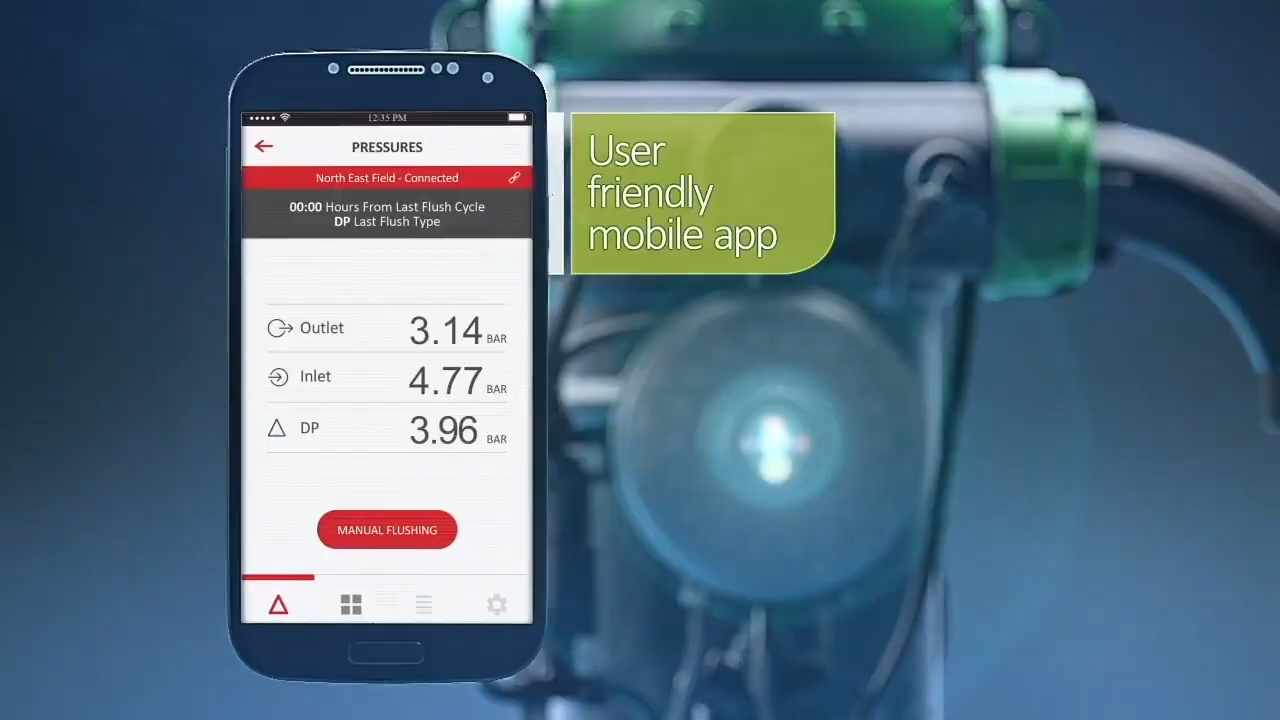 12:35 PM
PRESSURES
North East Field - Connected
00:00 Hours From Last Flush Cycle
DP Last Flush Type
Outlet 3.14 BAR
Inlet 4.77 BAR
DP 3.96 BAR
MANUAL FLUSHING
User
friendly
mobile app